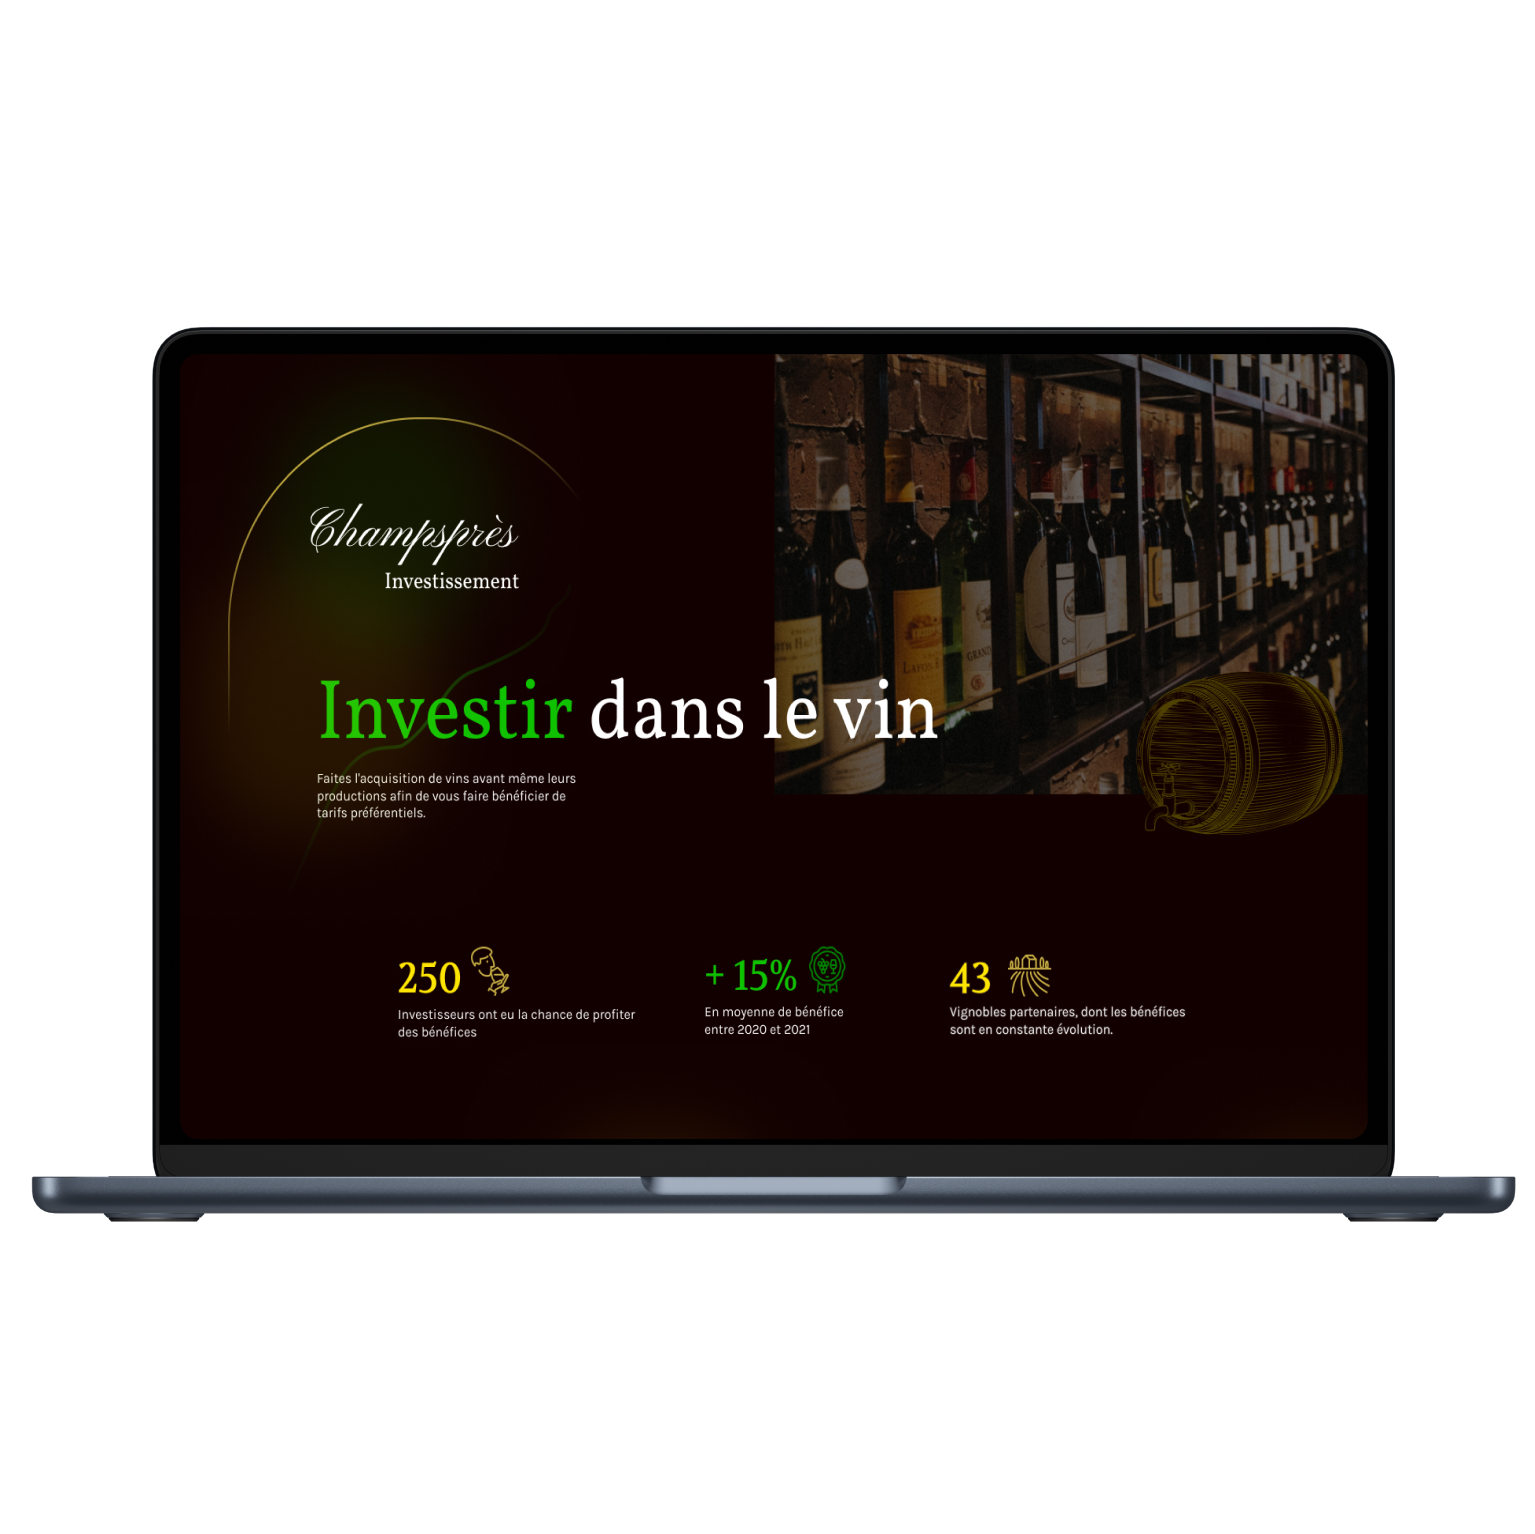 Champsprès
Investissement
Investir dans le vin
Faites l'acquisition de vins avant même leurs
productions afin de vous faire bénéficier de
tarifs préférentiels.
250
Investisseurs ont eu la chance de profiter
des bénéfices
+ 15%
En moyenne de bénéfice
entre 2020 et 2021
43
Vignobles partenaires, dont les bénéfices
sont en constante évolution.